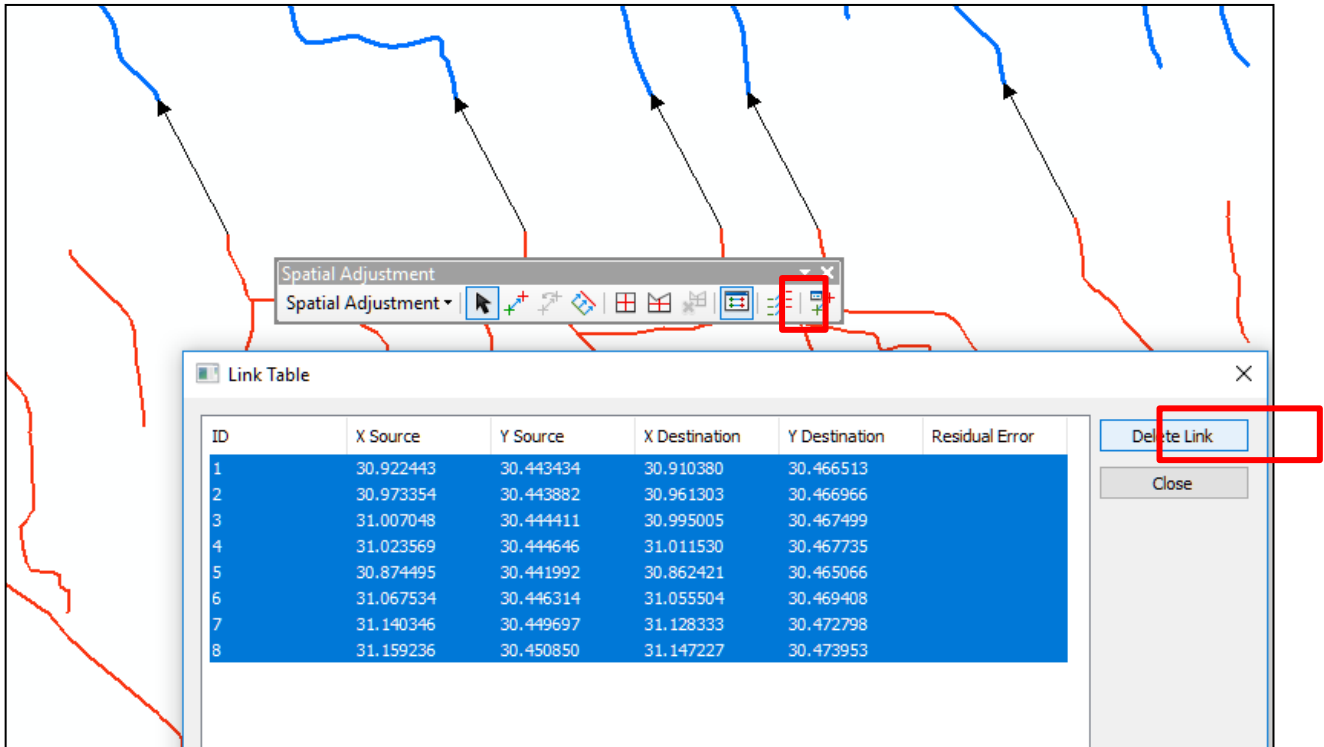 Spatial Adjustment
Spatial Adjustment
Link Table
ID X Source Y Source X Destination Y Destination Residual Error
1 30.922443 30.443434 30.910380 30.466513
2 30.973354 30.443882 30.961303 30.466966
3 31.007048 30.444411 30.995005 30.467499
4 31.023569 30.444646 31.011530 30.467735
5 30.874495 30.441992 30.862421 30.465066
6 31.067534 30.446314 31.055504 30.469408
7 31.140346 30.449697 31.128333 30.472798
8 31.159236 30.450850 31.147227 30.473953
Delete Link
Close